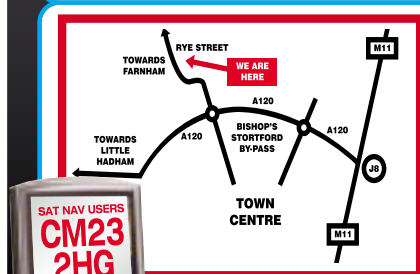 M11
RYE STREET
TOWARDS
FARNHAM
WE ARE
HERE
A120
A120
BISHOP'S
STORTFORD
BY-PASS
A120
TOWARDS
LITTLE
HADHAM
J8
TOWN
CENTRE
M11
SAT NAV USERS
CM23
2HG